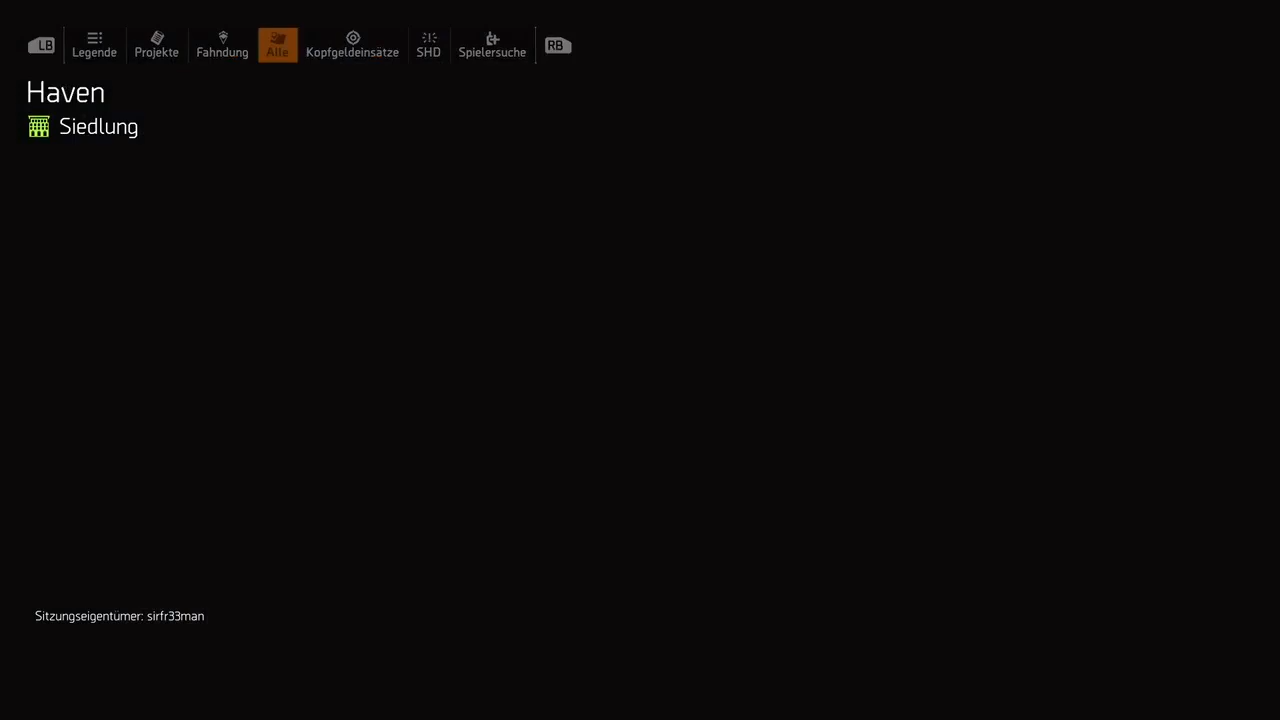 LB Legende Projekte Fahndung Alle Kopfgeldeinsätze SHD Spielersuche RB
Haven
Siedlung
Sitzungseigentümer: sirfr33man